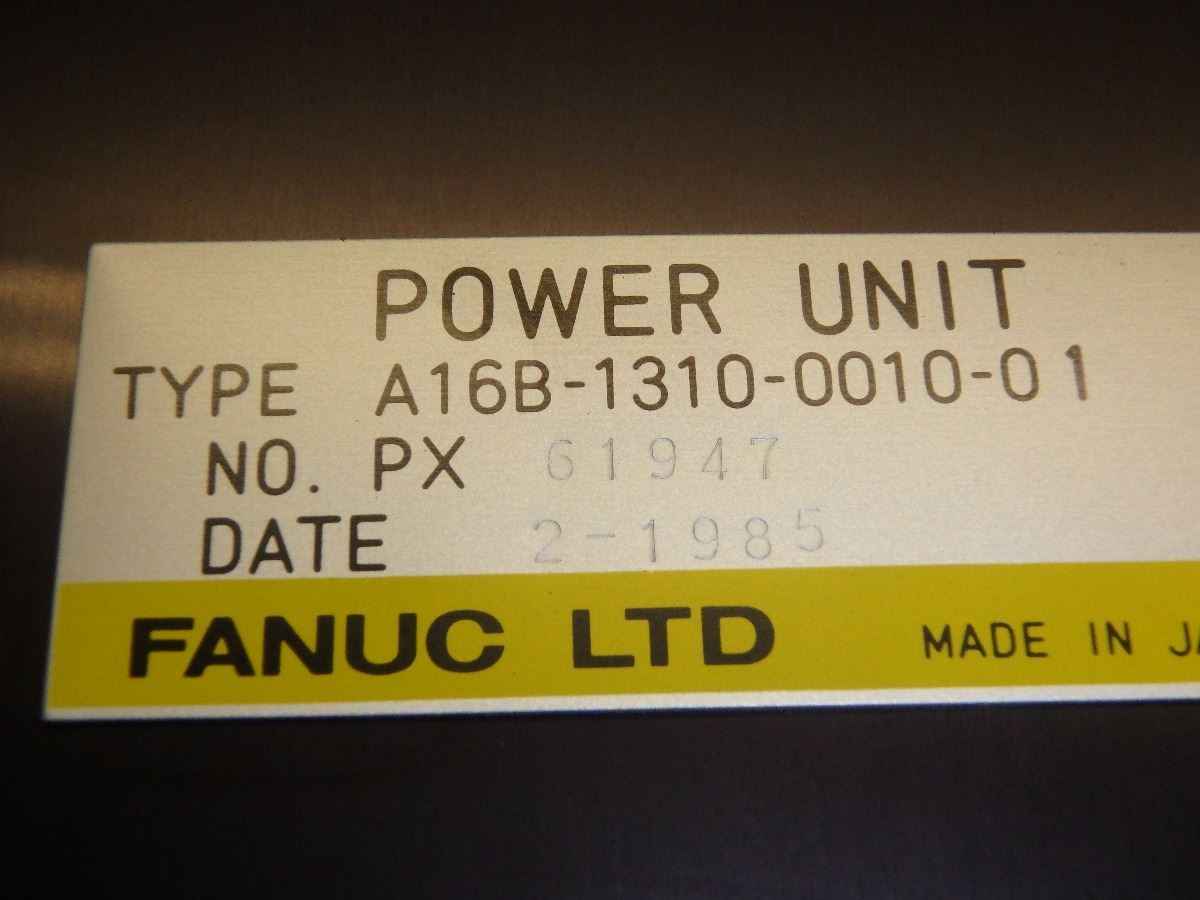 POWER UNIT
TYPE A16B-1310-0010-01
NO. PX 61947
DATE 2-1985
FANUC LTD MADE IN JA